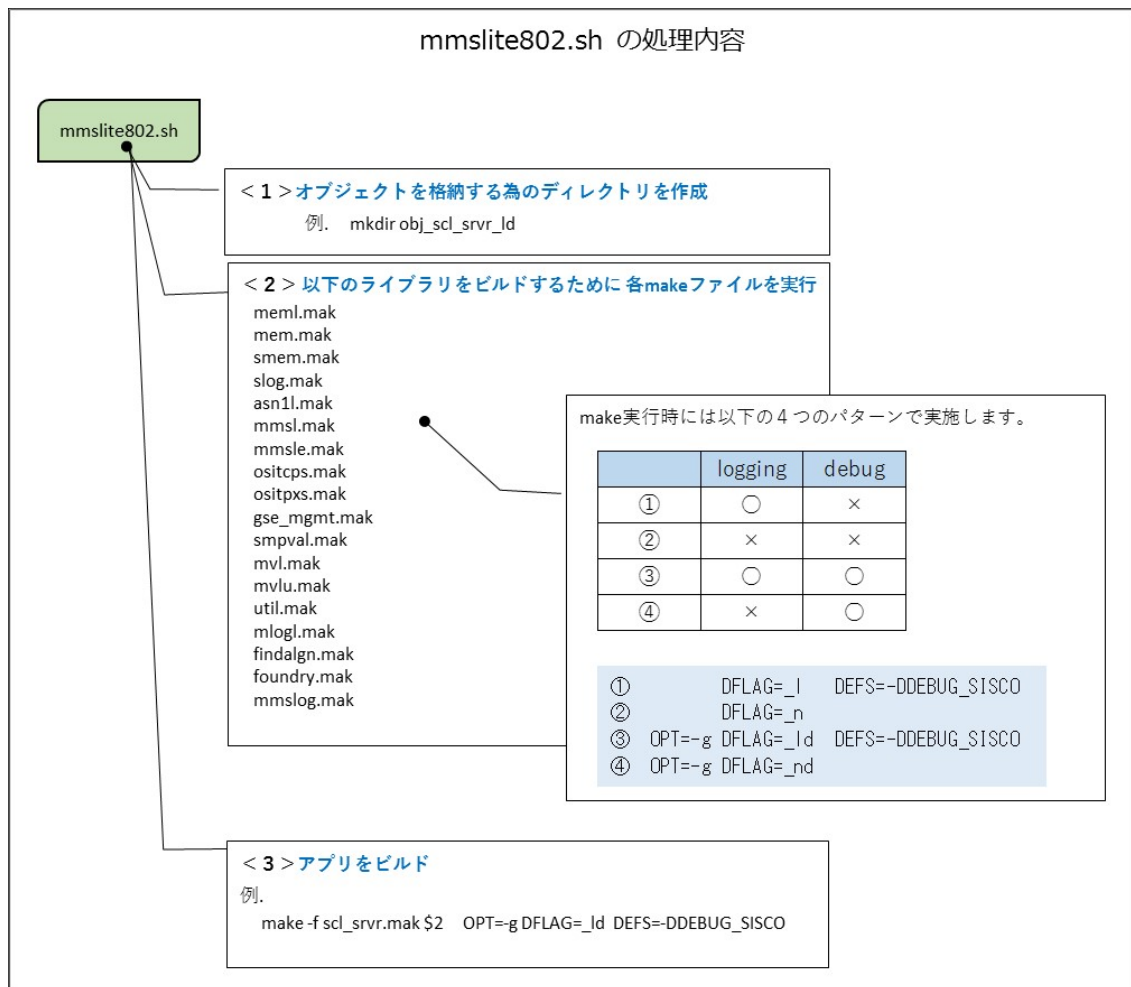 mmslite802.sh の処理内容
mmslite802.sh
＜１＞オブジェクトを格納する為のディレクトリを作成
例. mkdir obj_scl_srvr_ld
＜２＞ 以下のライブラリをビルドするために 各makeファイルを実行
meml.mak
mem.mak
smem.mak
slog.mak
asn1l.mak
mmsl.mak
mmsle.mak
ositcps.mak
ositpxs.mak
gse_mgmt.mak
smpval.mak
mvl.mak
mvlu.mak
util.mak
mlogl.mak
findalgn.mak
foundry.mak
mmslog.mak
make実行時には以下の４つのパターンで実施します。
logging debug
① ○ ×
② × ×
③ ○ ○
④ × ○
① DFLAG=_l DEFS=-DDEBUG_SISCO
② DFLAG=_n
③ OPT=-g DFLAG=_ld DEFS=-DDEBUG_SISCO
④ OPT=-g DFLAG=_nd
＜３＞アプリをビルド
例.
make -f scl_srvr.mak $2 OPT=-g DFLAG=_ld DEFS=-DDEBUG_SISCO